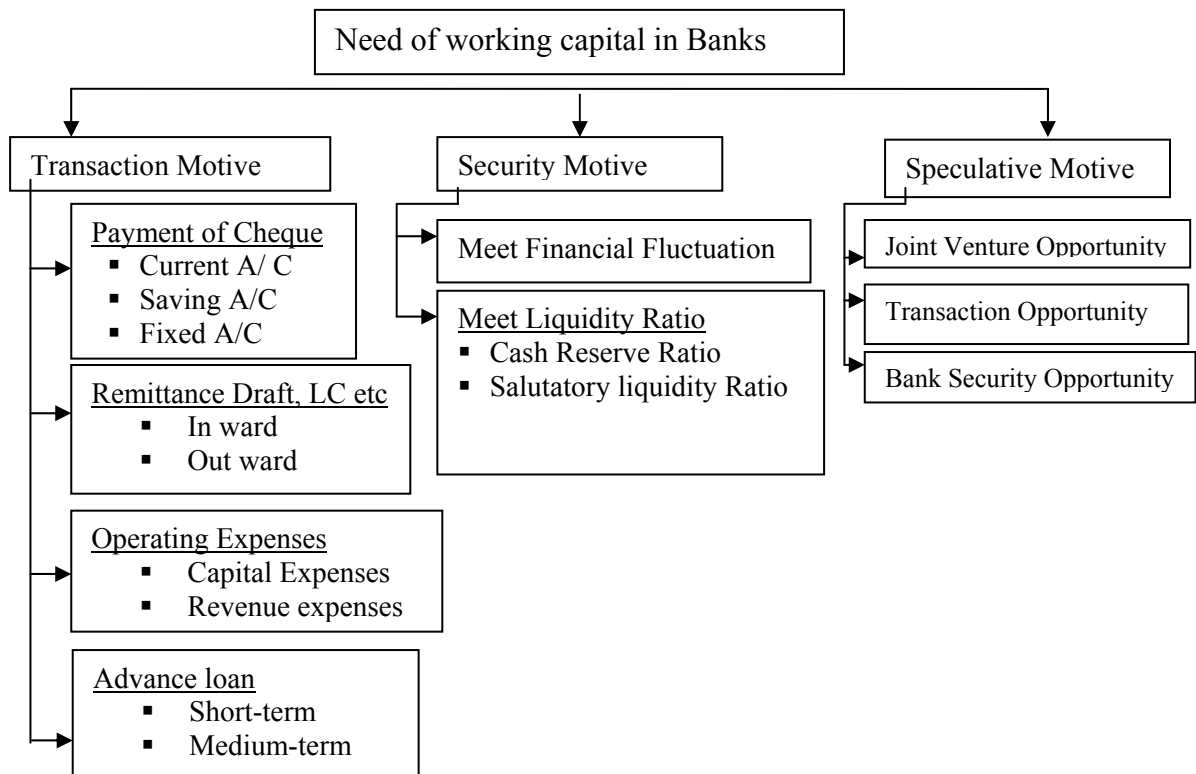 Need of working capital in Banks
Transaction Motive
Payment of Cheque
▪ Current A/ C
▪ Saving A/C
▪ Fixed A/C
Remittance Draft, LC etc
▪ In ward
▪ Out ward
Operating Expenses
▪ Capital Expenses
▪ Revenue expenses
Advance loan
▪ Short-term
▪ Medium-term
Security Motive
Meet Financial Fluctuation
Meet Liquidity Ratio
▪ Cash Reserve Ratio
▪ Salutatory liquidity Ratio
Speculative Motive
Joint Venture Opportunity
Transaction Opportunity
Bank Security Opportunity